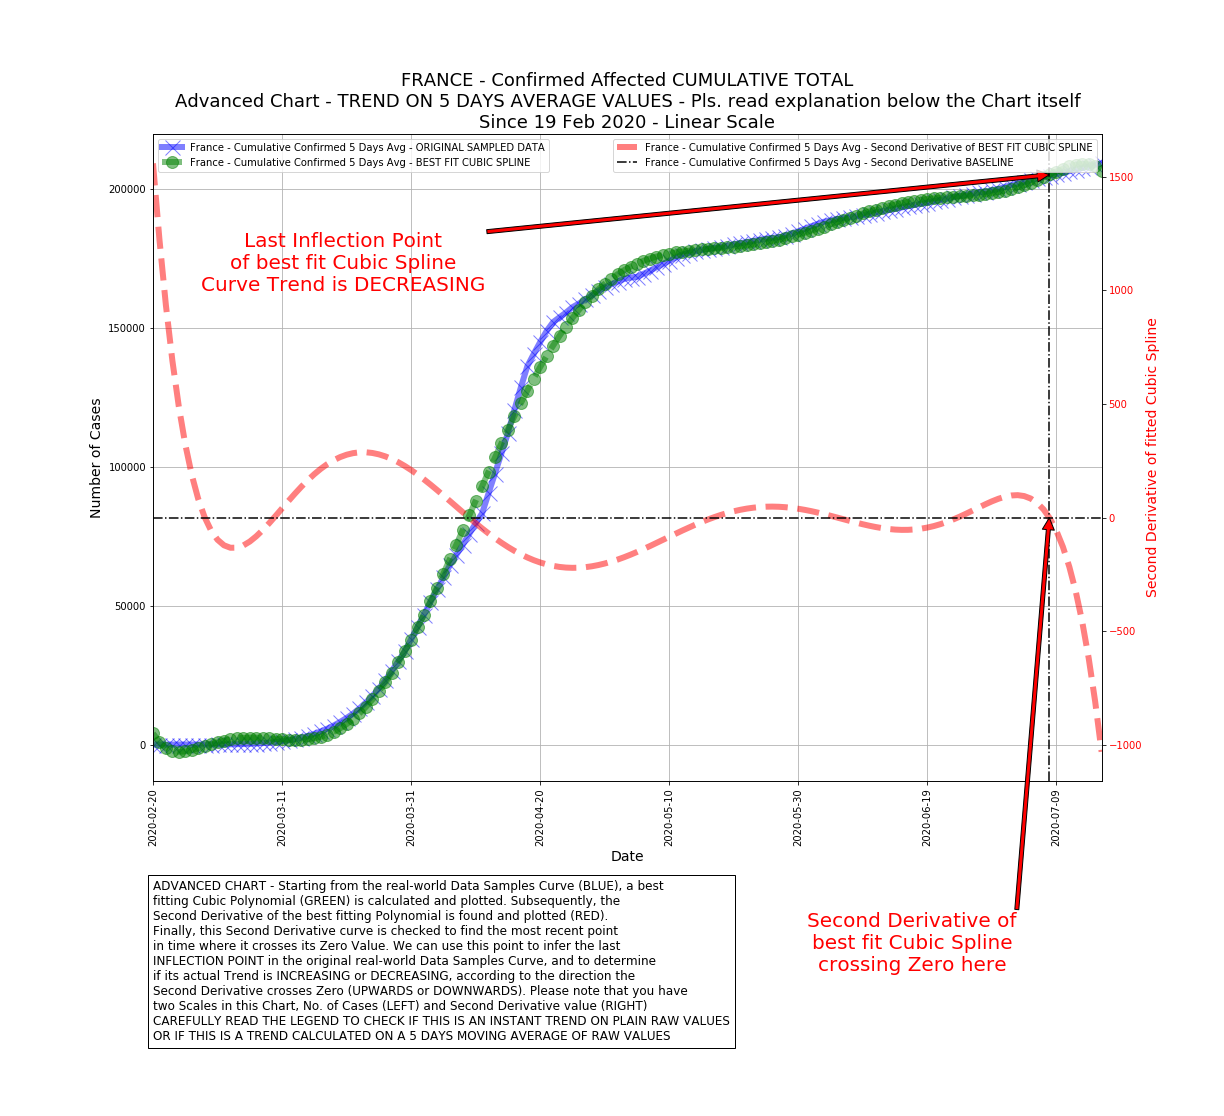 FRANCE - Confirmed Affected CUMULATIVE TOTAL
Advanced Chart - TREND ON 5 DAYS AVERAGE VALUES - Pls. read explanation below the Chart itself
Since 19 Feb 2020 - Linear Scale
France - Cumulative Confirmed 5 Days Avg - ORIGINAL SAMPLED DATA
France - Cumulative Confirmed 5 Days Avg - BEST FIT CUBIC SPLINE
France - Cumulative Confirmed 5 Days Avg - Second Derivative of BEST FIT CUBIC SPLINE
France - Cumulative Confirmed 5 Days Avg - Second Derivative BASELINE
Last Inflection Point
of best fit Cubic Spline
Curve Trend is DECREASING
Number of Cases
200000
150000
100000
50000
0
1500
1000
500
0
−500
−1000
Second Derivative of fitted Cubic Spline
2020-02-20
2020-03-11
2020-03-31
2020-04-20
2020-05-10
2020-05-30
2020-06-19
2020-07-09
Date
Second Derivative of
best fit Cubic Spline
crossing Zero here
ADVANCED CHART - Starting from the real-world Data Samples Curve (BLUE), a best
fitting Cubic Polynomial (GREEN) is calculated and plotted. Subsequently, the
Second Derivative of the best fitting Polynomial is found and plotted (RED).
Finally, this Second Derivative curve is checked to find the most recent point
in time where it crosses its Zero Value. We can use this point to infer the last
INFLECTION POINT in the original real-world Data Samples Curve, and to determine
if its actual Trend is INCREASING or DECREASING, according to the direction the
Second Derivative crosses Zero (UPWARDS or DOWNWARDS). Please note that you have
two Scales in this Chart, No. of Cases (LEFT) and Second Derivative value (RIGHT)
CAREFULLY READ THE LEGEND TO CHECK IF THIS IS AN INSTANT TREND ON PLAIN RAW VALUES
OR IF THIS IS A TREND CALCULATED ON A 5 DAYS MOVING AVERAGE OF RAW VALUES